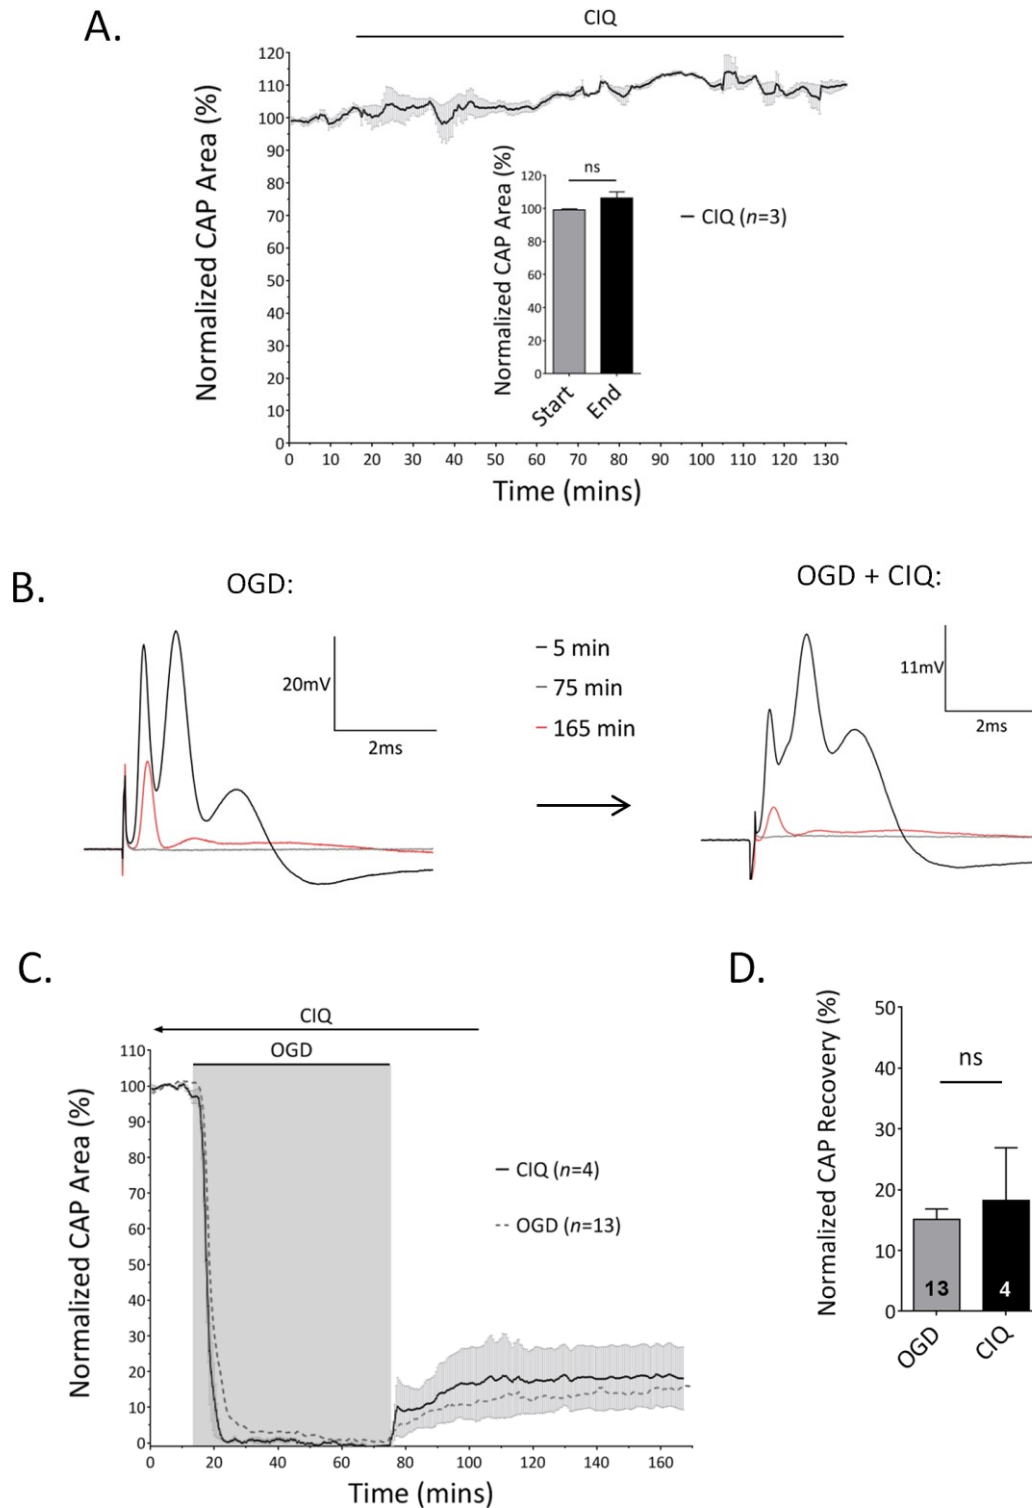 A.
CIQ
Normalized CAP Area (%)
120
110
100
90
80
70
60
50
40
30
20
10
0
0 10 20 30 40 50 60 70 80 90 100 110 120 130
Time (mins)
Normalized CAP Area (%)
120
100
80
60
40
20
0
ns
Start
End
CIQ (n=3)
B.
OGD:
20mV
2ms
5 min
75 min
165 min
OGD + CIQ:
11mV
2ms
C.
CIQ
OGD
Normalized CAP Area (%)
110
100
90
80
70
60
50
40
30
20
10
0
0 20 40 60 80 100 120 140 160
Time (mins)
CIQ (n=4)
OGD (n=13)
D.
Normalized CAP Recovery (%)
50
40
30
20
10
0
ns
13
4
OGD
CIQ